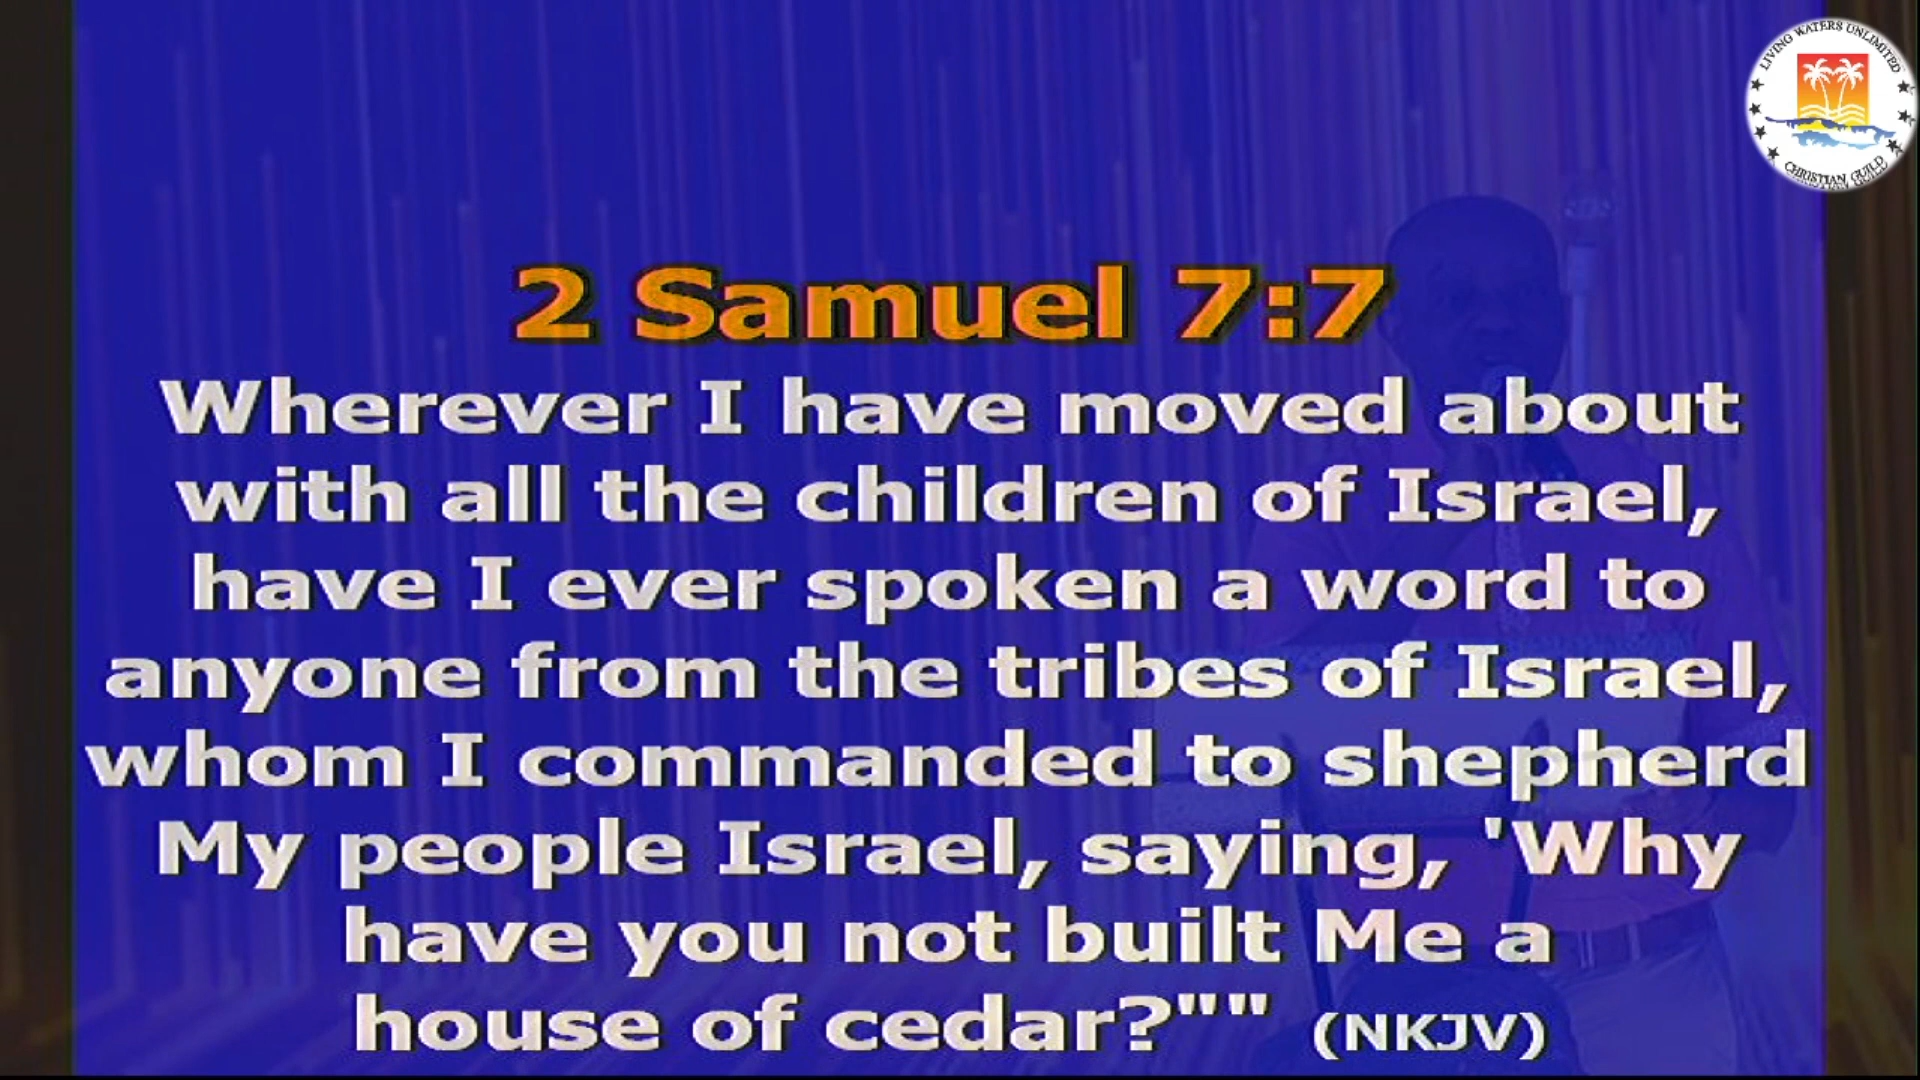 LIVING WATERS UNLIMITED
CHRISTIAN GUILD
2 Samuel 7:7
Wherever I have moved about
with all the children of Israel,
have I ever spoken a word to
anyone from the tribes of Israel,
whom I commanded to shepherd
My people Israel, saying, 'Why
have you not built Me a
house of cedar?"" (NKJV)